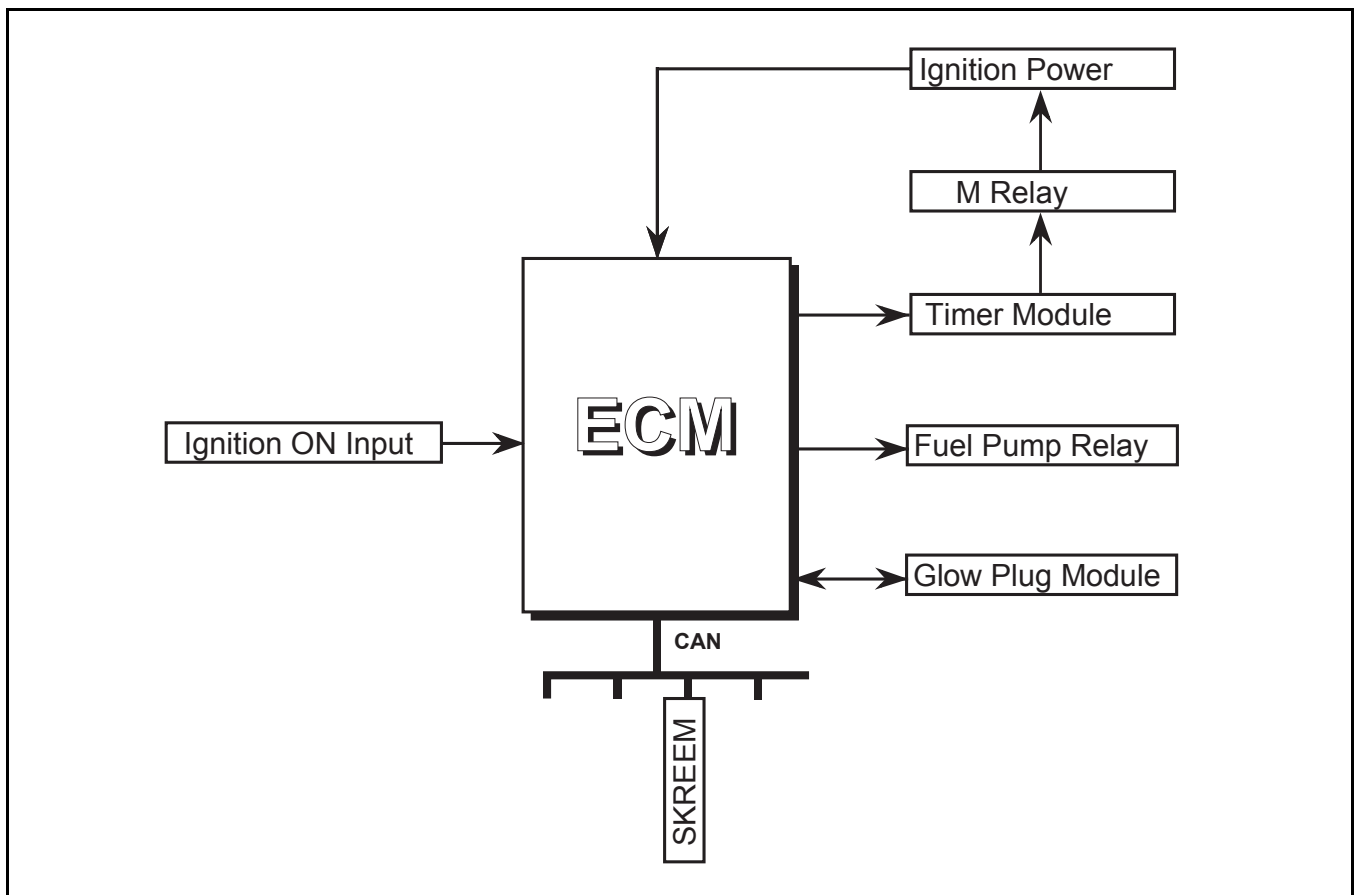 Ignition Power
M Relay
Timer Module
ECM
Ignition ON Input
Fuel Pump Relay
Glow Plug Module
CAN
SKREEM